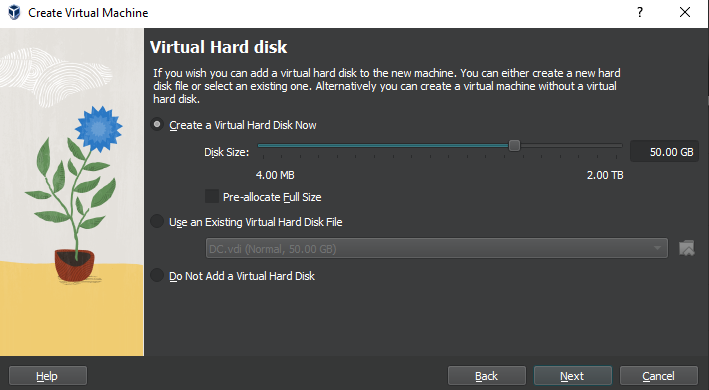 Create Virtual Machine
?
Virtual Hard disk
If you wish you can add a virtual hard disk to the new machine. You can either create a new hard
disk file or select an existing one. Alternatively you can create a virtual machine without a virtual
hard disk.
Create a Virtual Hard Disk Now
Disk Size:
50.00 GB
4.00 MB
2.00 TB
Pre-allocate Full Size
Use an Existing Virtual Hard Disk File
DC.vdi (Normal, 50.00 GB)
Do Not Add a Virtual Hard Disk
Help
Back
Next
Cancel